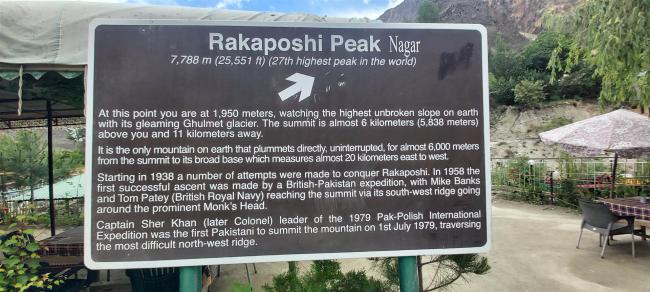 Rakaposhi Peak Nagar
7,788 m (25,551 ft) (27th highest peak in the world)
At this point you are at 1,950 meters, watching the highest unbroken slope on earth
with its gleaming Ghulmet glacier. The summit is almost 6 kilometers (5,838 meters)
above you and 11 kilometers away.
It is the only mountain on earth that plummets directly, uninterrupted, for almost 6,000 meters
from the summit to its broad base which measures almost 20 kilometers east to west.
Starting in 1938 a number of attempts were made to conquer Rakaposhi. In 1958 the
first successful ascent was made by a British-Pakistan expedition, with Mike Banks
and Tom Patey (British Royal Navy) reaching the summit via its south-west ridge going
around the prominent Monk's Head.
Captain Sher Khan (later Colonel) leader of the 1979 Pak-Polish International
Expedition was the first Pakistani to summit the mountain on 1st July 1979, traversing
the most difficult north-west ridge.